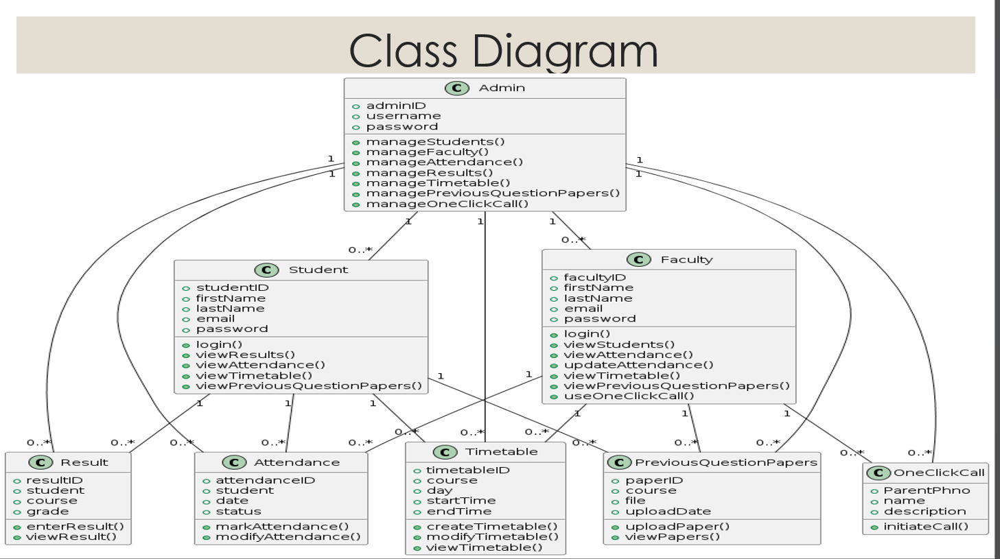 Class Diagram
C Admin
adminID
username
password
manageStudents()
manageFaculty()
manageAttendance()
manageResults()
manageTimetable()
managePreviousQuestionPapers()
manageOneClickCall()
1
1
1
1
1
1
1
0..*
0..*
C Student
studentID
firstName
lastName
email
password
login()
viewResults()
viewAttendance()
viewTimetable()
viewPreviousQuestionPapers()
C Faculty
facultyID
firstName
lastName
email
password
login()
viewStudents()
viewAttendance()
updateAttendance()
viewTimetable()
viewPreviousQuestionPapers()
useOneClickCall()
1
1
1
1
1
1
1
1
0..*
0..*
0..*
0..*
0..*
0..*
0..*
0..*
0..*
0..*
0..*
0..*
0..*
C Result
resultID
student
course
grade
enterResult()
viewResult()
C Attendance
attendanceID
student
date
status
markAttendance()
modifyAttendance()
C Timetable
timetableID
course
day
startTime
endTime
createTimetable()
modifyTimetable()
viewTimetable()
C PreviousQuestionPapers
paperID
course
file
uploadDate
uploadPaper()
viewPapers()
C OneClickCall
ParentPhno
name
description
initiateCall()